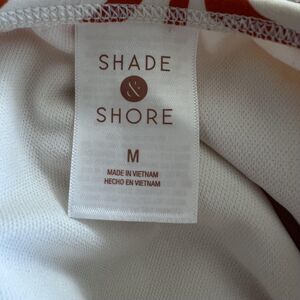 SHADE
&
SHORE
M
MADE IN VIETNAM
HECHO EN VIETNAM